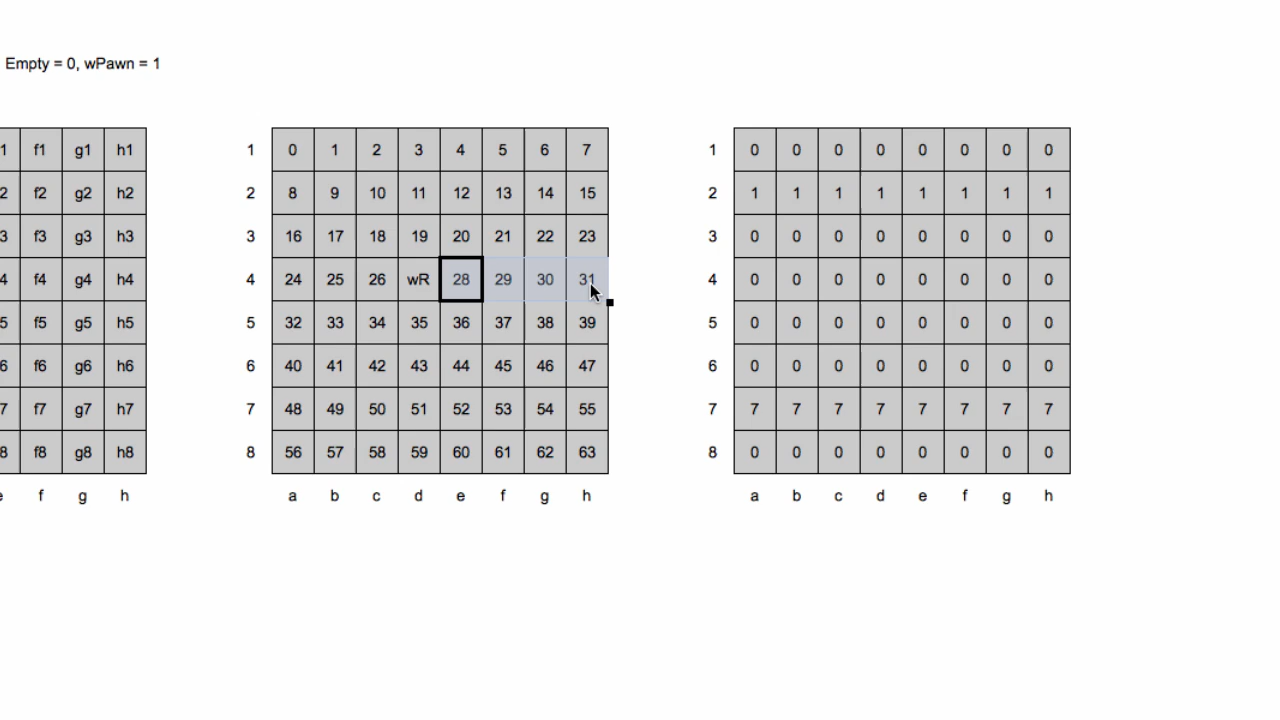 Empty = 0, wPawn = 1
1 f1 g1 h1
2 f2 g2 h2
3 f3 g3 h3
4 f4 g4 h4
5 f5 g5 h5
6 f6 g6 h6
7 f7 g7 h7
8 f8 g8 h8
e f g h
1 0 1 2 3 4 5 6 7
2 8 9 10 11 12 13 14 15
3 16 17 18 19 20 21 22 23
4 24 25 26 wR 28 29 30 31
5 32 33 34 35 36 37 38 39
6 40 41 42 43 44 45 46 47
7 48 49 50 51 52 53 54 55
8 56 57 58 59 60 61 62 63
a b c d e f g h
1 0 0 0 0 0 0 0 0
2 1 1 1 1 1 1 1 1
3 0 0 0 0 0 0 0 0
4 0 0 0 0 0 0 0 0
5 0 0 0 0 0 0 0 0
6 0 0 0 0 0 0 0 0
7 7 7 7 7 7 7 7 7
8 0 0 0 0 0 0 0 0
a b c d e f g h